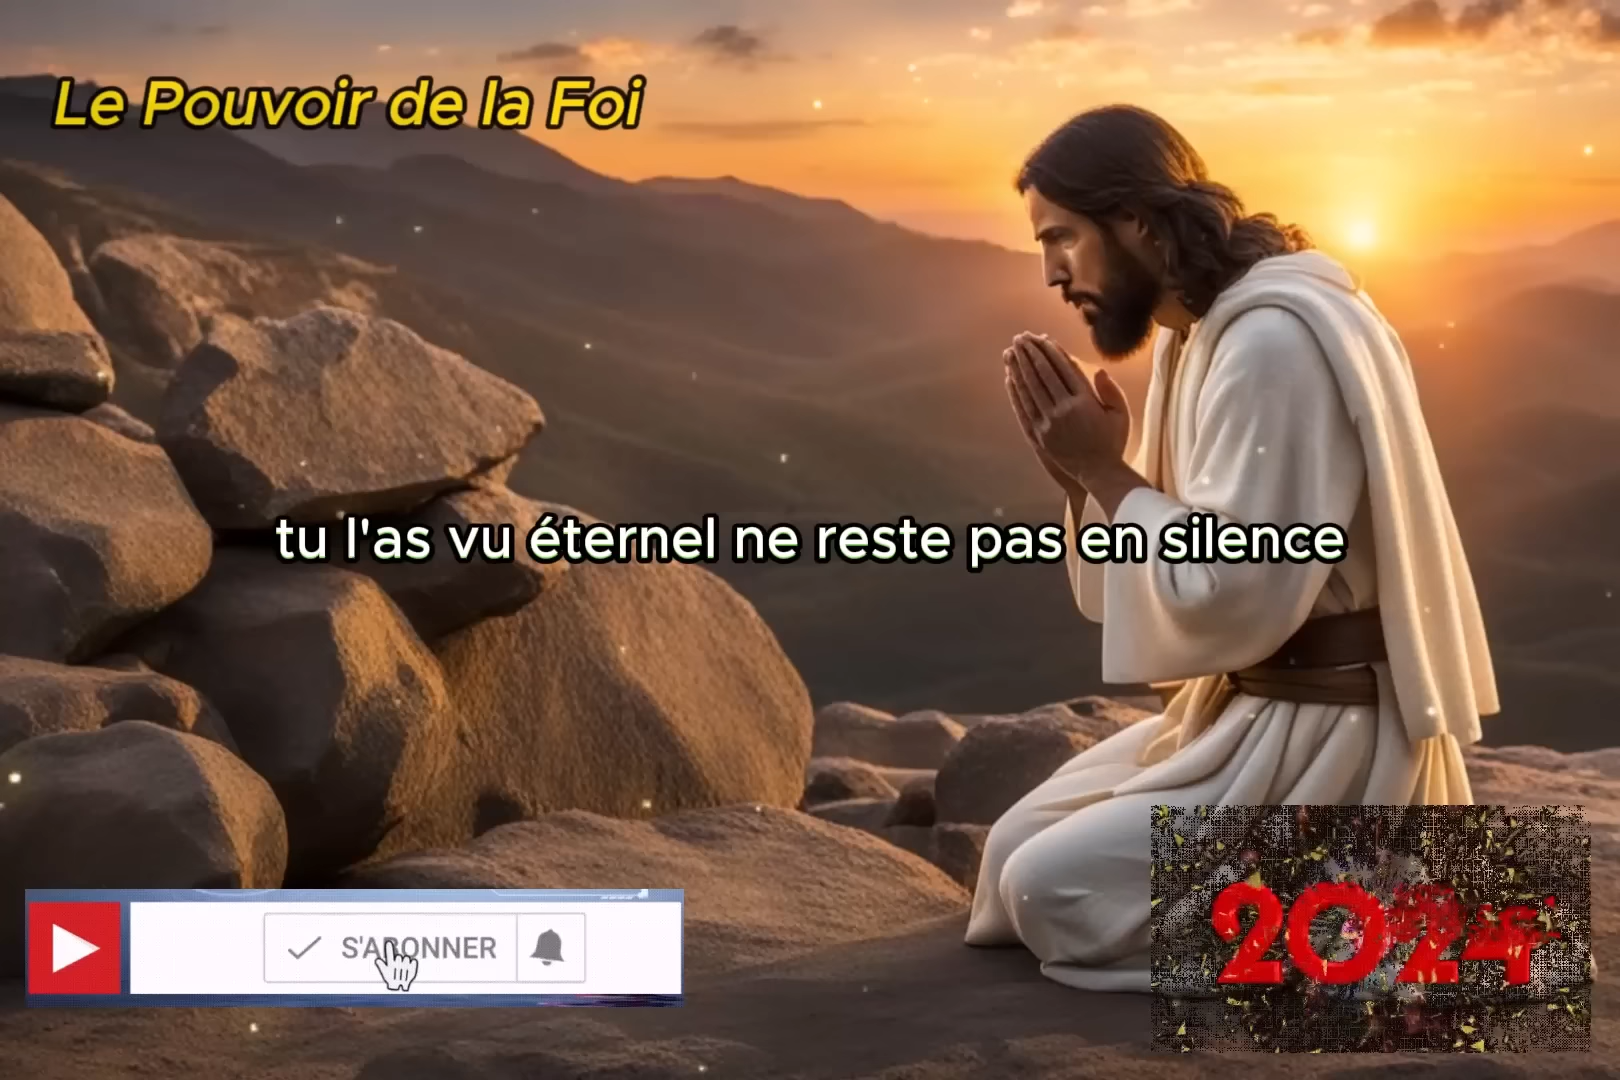 Le Pouvoir de la Foi
tu l'as vu éternel ne reste pas en silence
S'ABONNER
2024